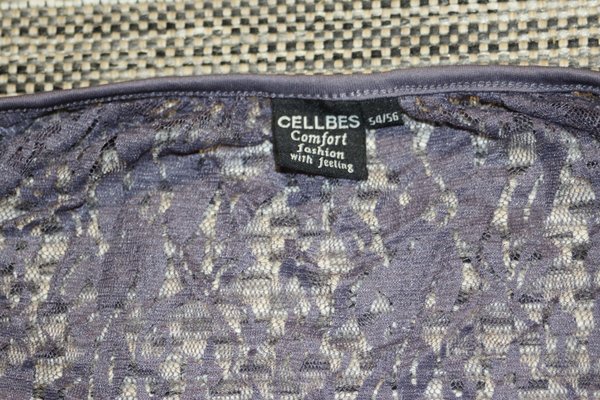 CELLBES
Comfort
fashion
with feeling
54/56